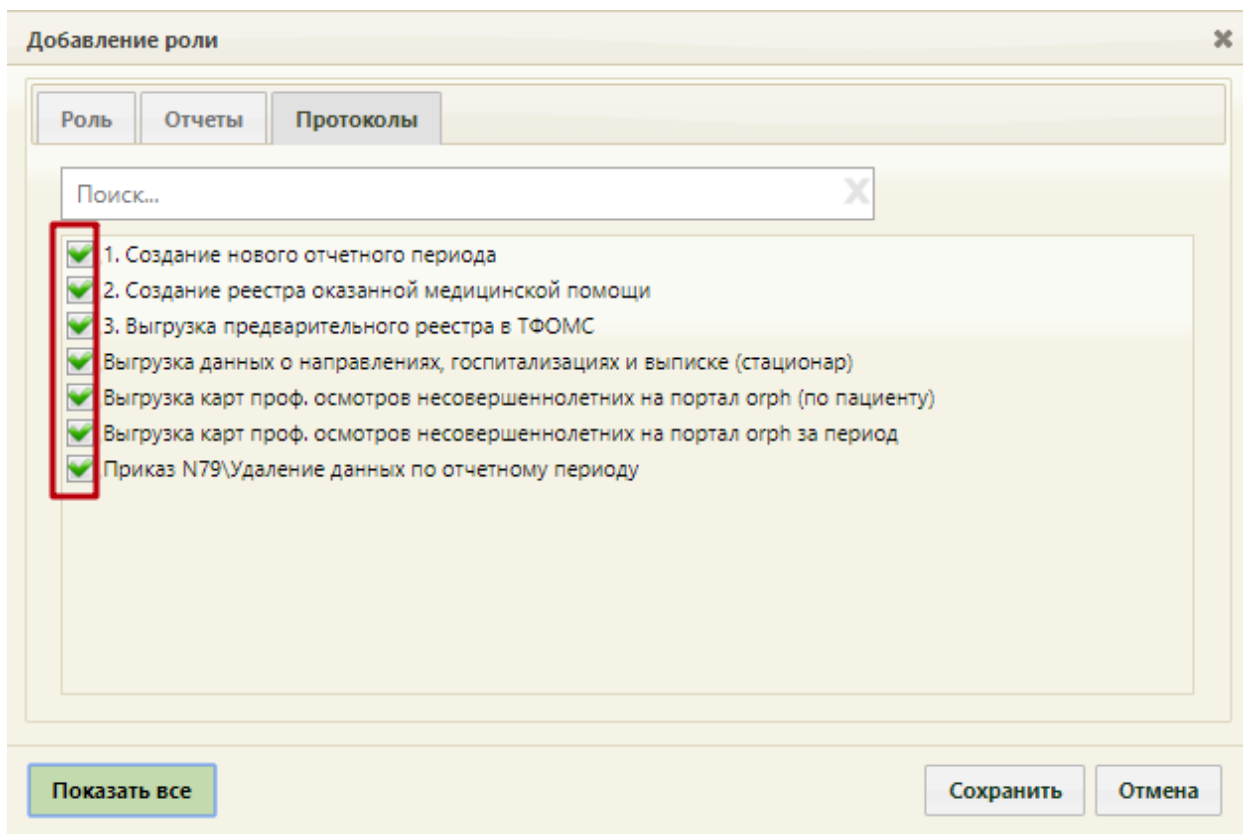 Добавление роли
Роль Отчеты Протоколы
Поиск...
1. Создание нового отчетного периода
2. Создание реестра оказанной медицинской помощи
3. Выгрузка предварительного реестра в ТФОМС
Выгрузка данных о направлениях, госпитализациях и выписке (стационар)
Выгрузка карт проф. осмотров несовершеннолетних на портал orph (по пациенту)
Выгрузка карт проф. осмотров несовершеннолетних на портал orph за период
Приказ N79\Удаление данных по отчетному периоду
Показать все Сохранить Отмена